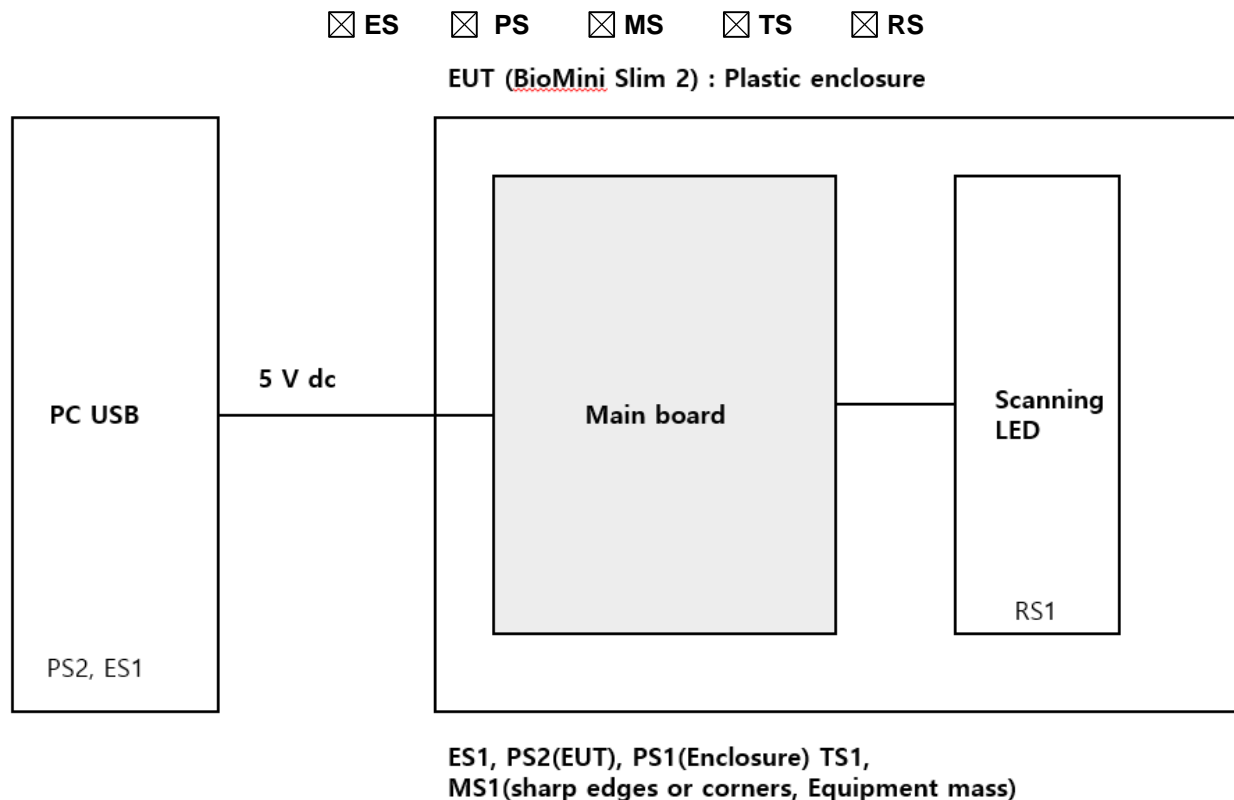 ☒ ES ☒ PS ☒ MS ☒ TS ☒ RS
EUT (BioMini Slim 2) : Plastic enclosure
5 V dc
PC USB
Main board
Scanning
LED
RS1
PS2, ES1
ES1, PS2(EUT), PS1(Enclosure) TS1,
MS1(sharp edges or corners, Equipment mass)